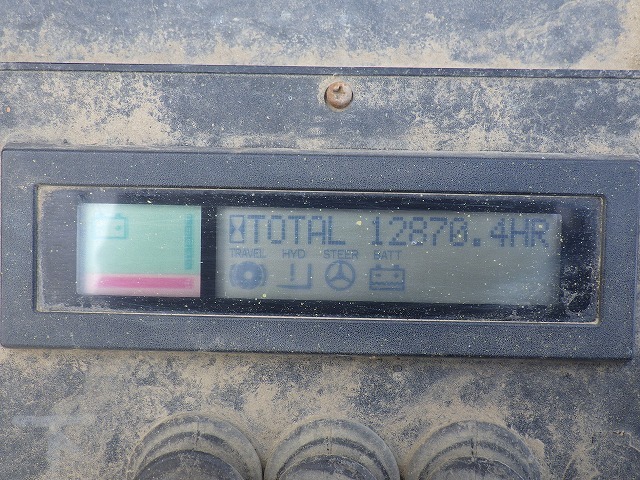 TOTAL 12870.4HR
TRAVEL HYD STEER BATT